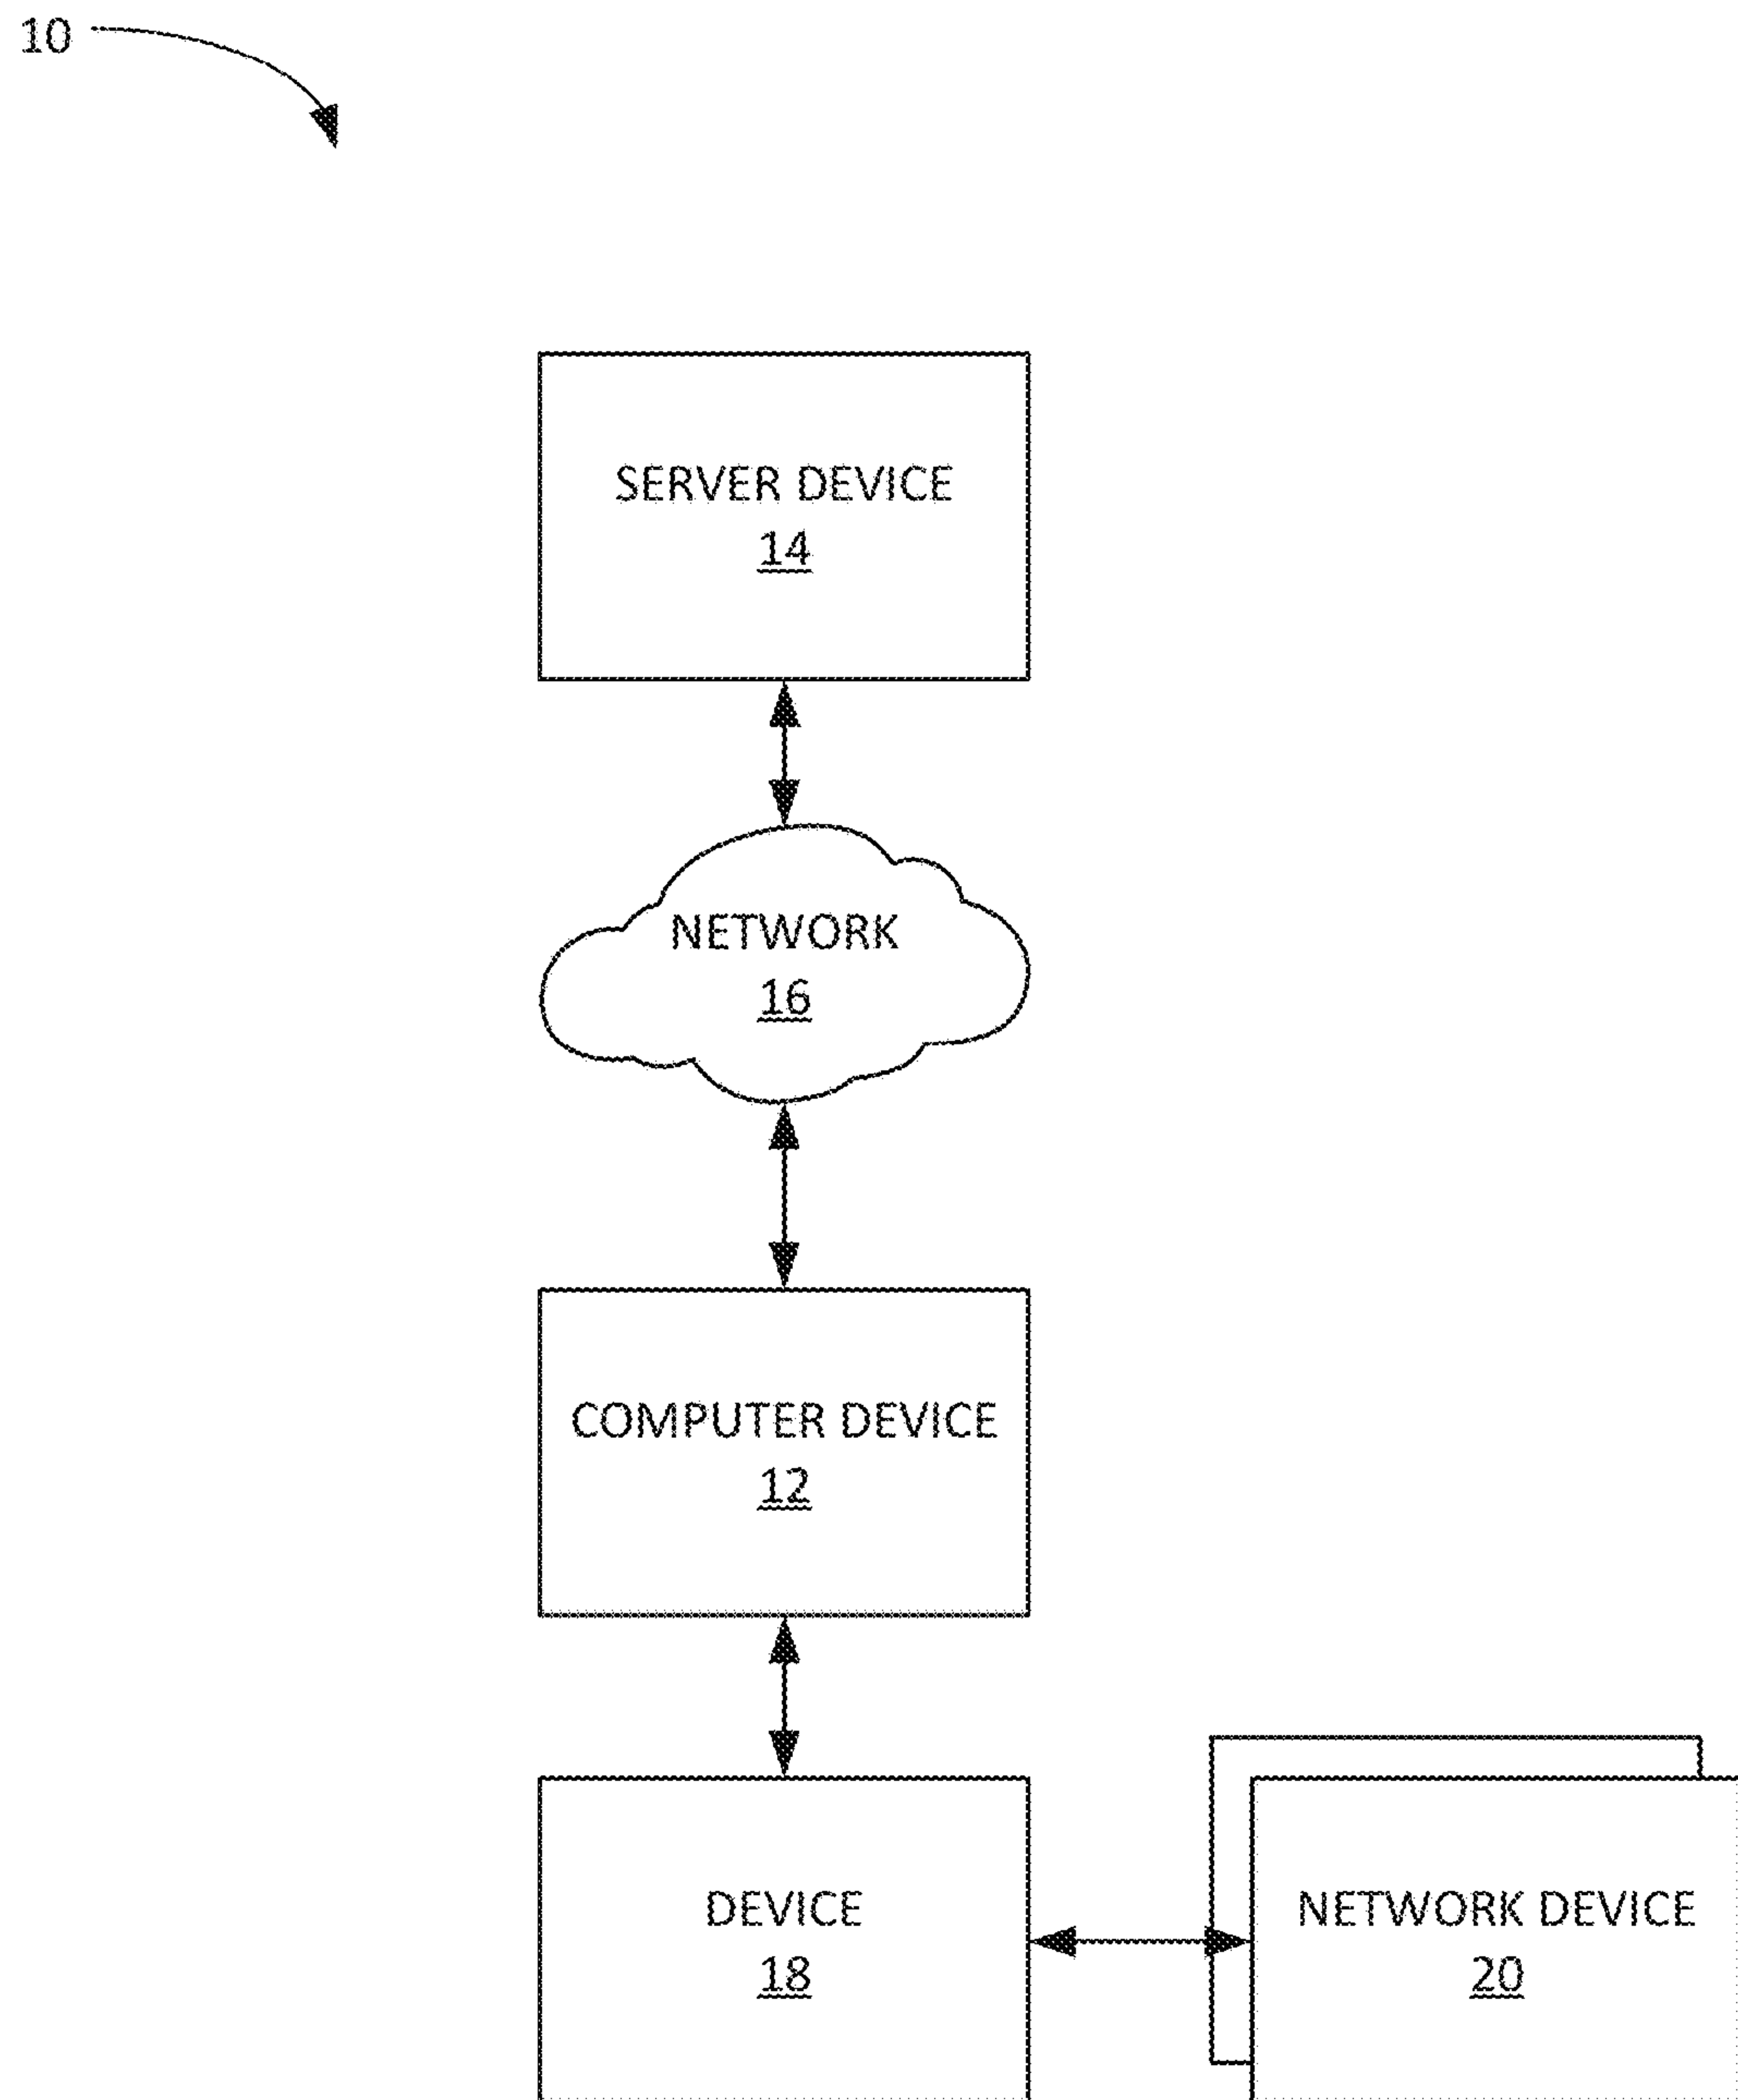 10
SERVER DEVICE
14
NETWORK
16
COMPUTER DEVICE
12
DEVICE
18
NETWORK DEVICE
20